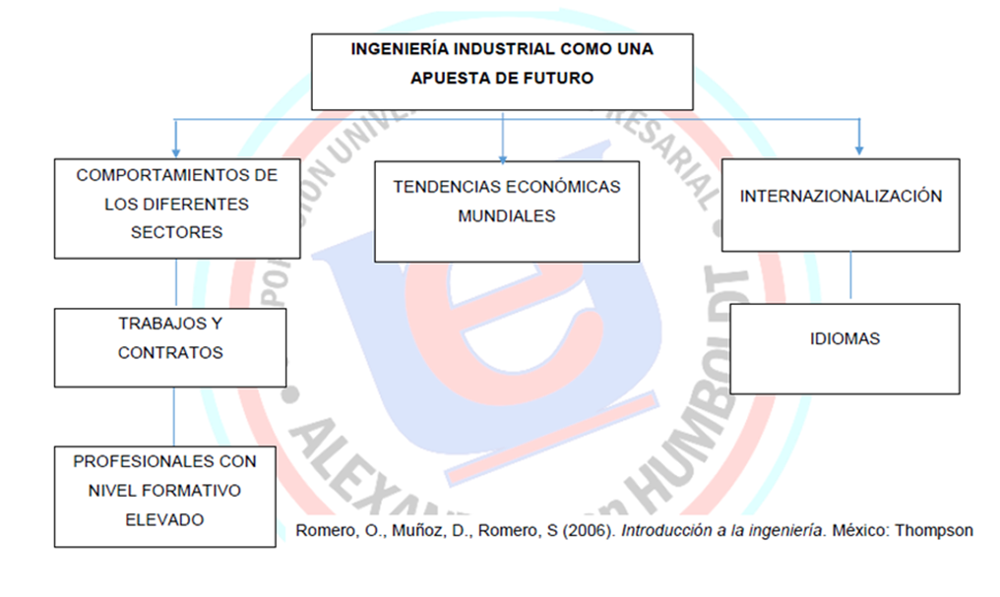 INGENIERÍA INDUSTRIAL COMO UNA
APUESTA DE FUTURO
COMPORTAMIENTOS DE
LOS DIFERENTES
SECTORES
TENDENCIAS ECONÓMICAS
MUNDIALES
INTERNAZIONALIZACIÓN
TRABAJOS Y
CONTRATOS
IDIOMAS
PROFESIONALES CON
NIVEL FORMATIVO
ELEVADO
HUMBOLDT
Romero, O., Muñoz, D., Romero, S (2006). Introducción a la ingeniería. México: Thompson